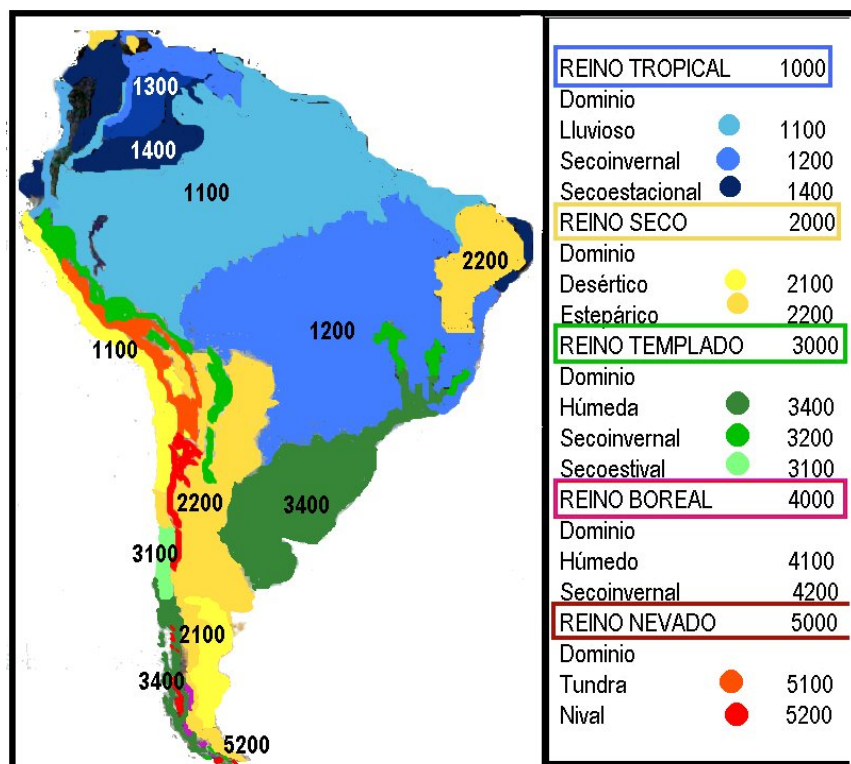 1300
1400
1100
2200
1200
1100
2200
3400
3100
2100
3400
5200
REINO TROPICAL 1000
Dominio
Lluvioso 1100
Secoinvernal 1200
Secoestacional 1400
REINO SECO 2000
Dominio
Desértico 2100
Estepárico 2200
REINO TEMPLADO 3000
Dominio
Húmeda 3400
Secoinvernal 3200
Secoestival 3100
REINO BOREAL 4000
Dominio
Húmedo 4100
Secoinvernal 4200
REINO NEVADO 5000
Dominio
Tundra 5100
Nival 5200